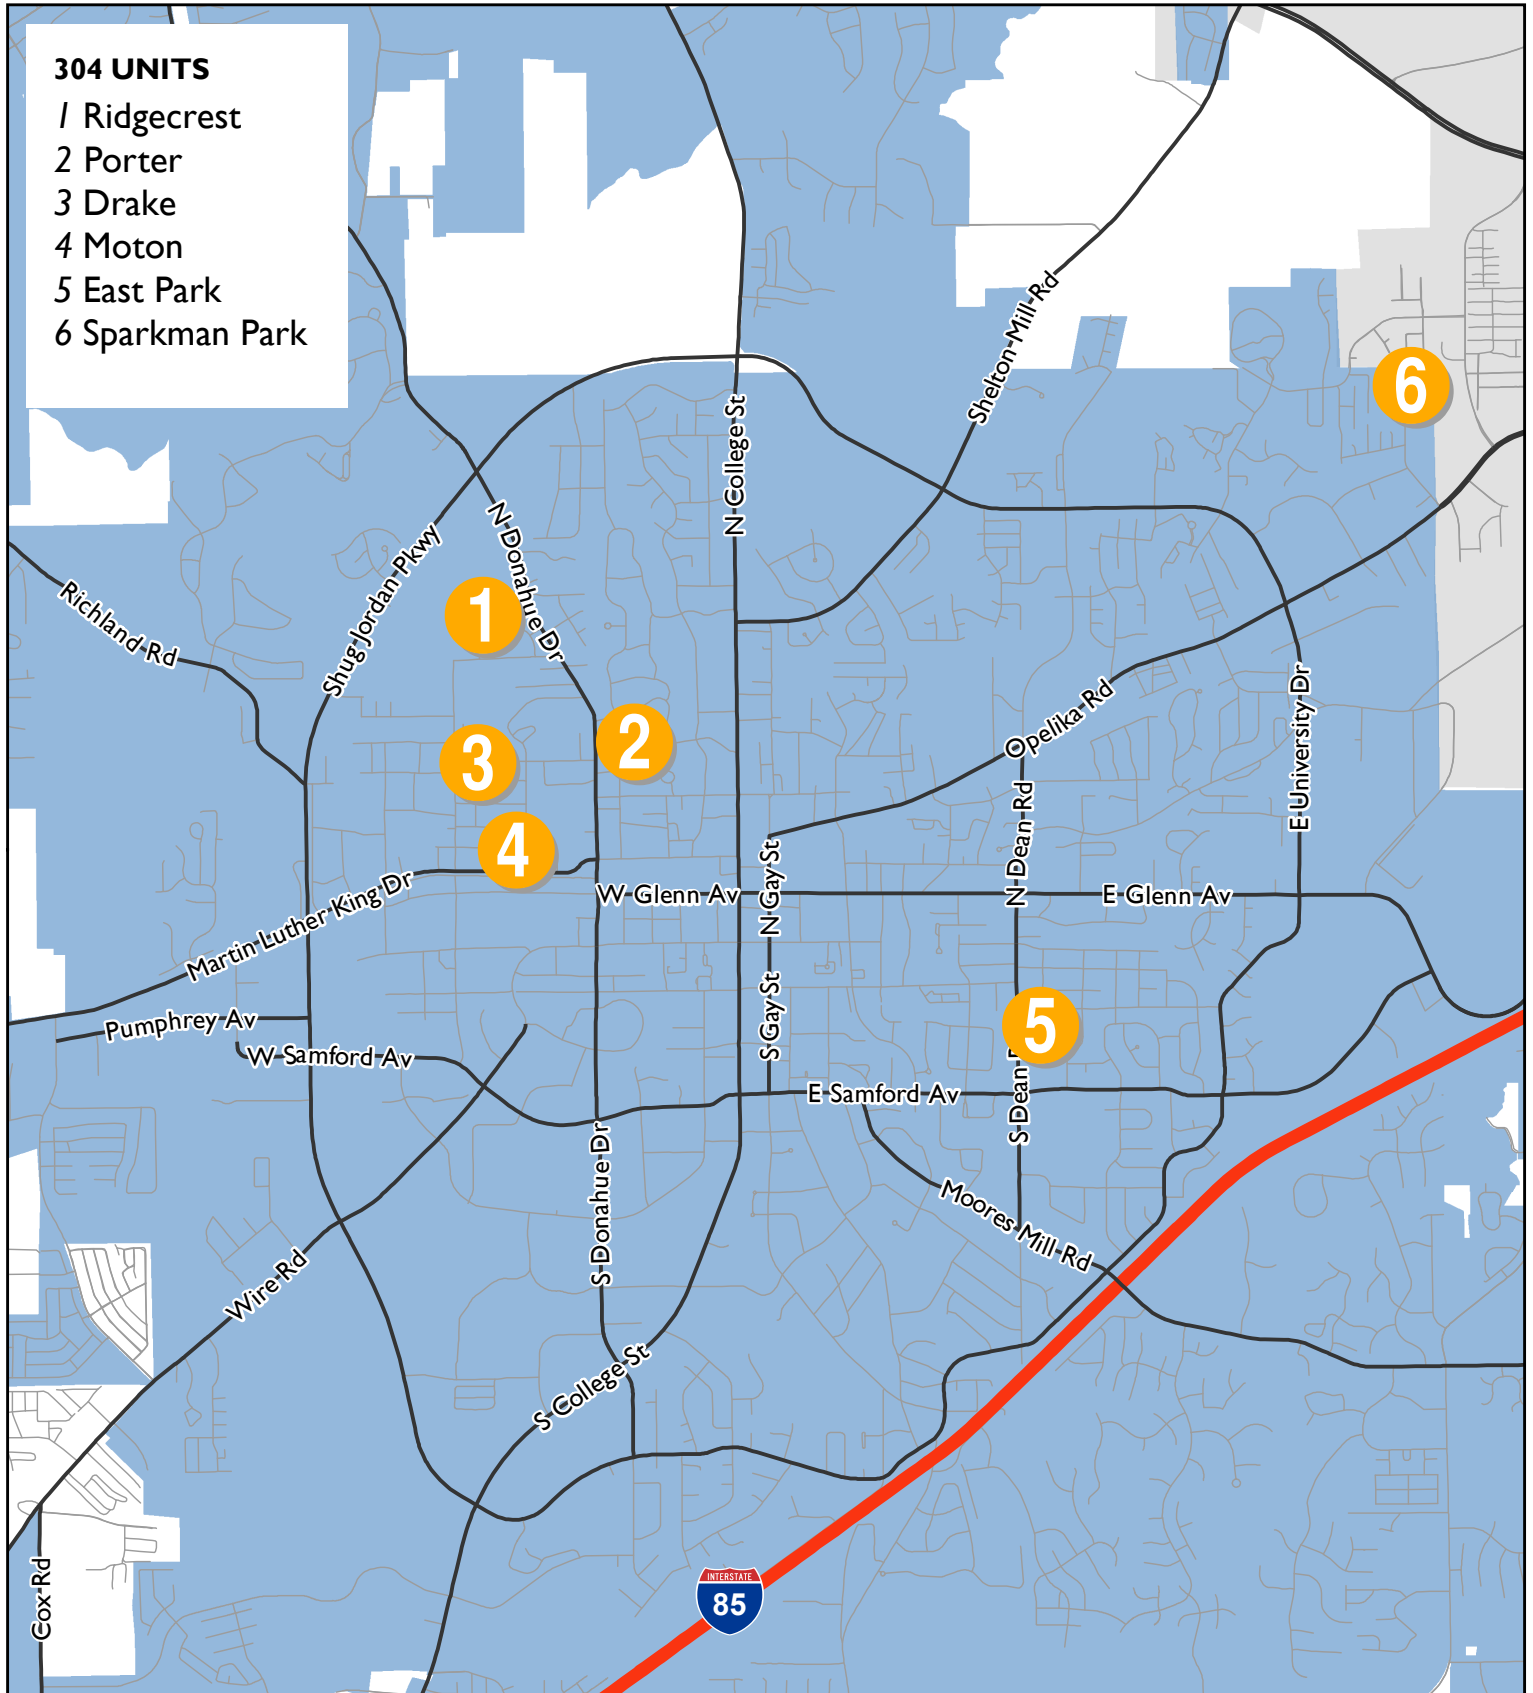 304 UNITS
1 Ridgecrest
2 Porter
3 Drake
4 Moton
5 East Park
6 Sparkman Park
Shelton Mill Rd
6
N College St
N Donahue Dr
Shug Jordan Pkwy
Richland Rd
1
2
3
4
Opelika Rd
E University Dr
N Dean Rd
N Gay St
W Glenn Av
E Glenn Av
Martin Luther King Dr
S Gay St
5
Pumphrey Av
W Samford Av
E Samford Av
S Dean
S Donahue Dr
Moores Mill Rd
Wire Rd
S College St
Cox Rd
INTERSTATE
85